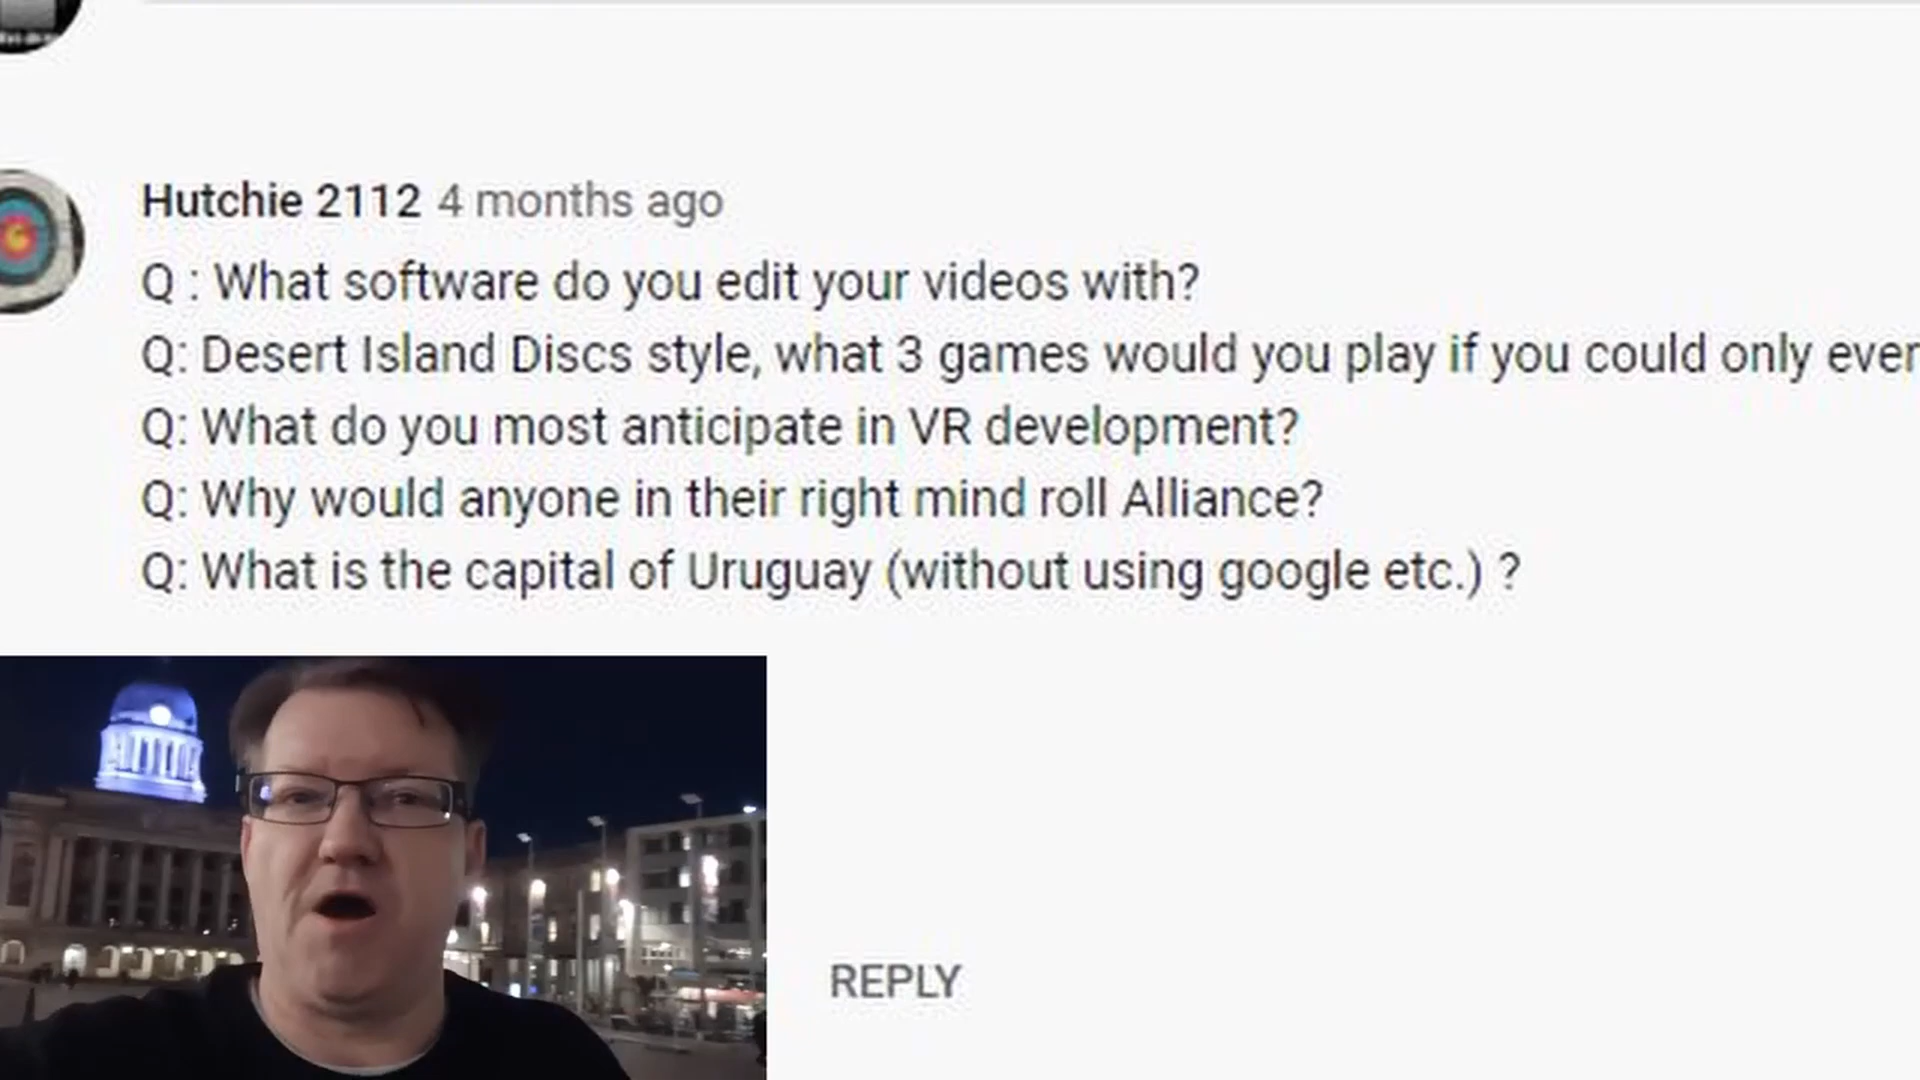 Hutchie 2112 4 months ago
Q : What software do you edit your videos with?
Q: Desert Island Discs style, what 3 games would you play if you could only ever
Q: What do you most anticipate in VR development?
Q: Why would anyone in their right mind roll Alliance?
Q: What is the capital of Uruguay (without using google etc.) ?
REPLY